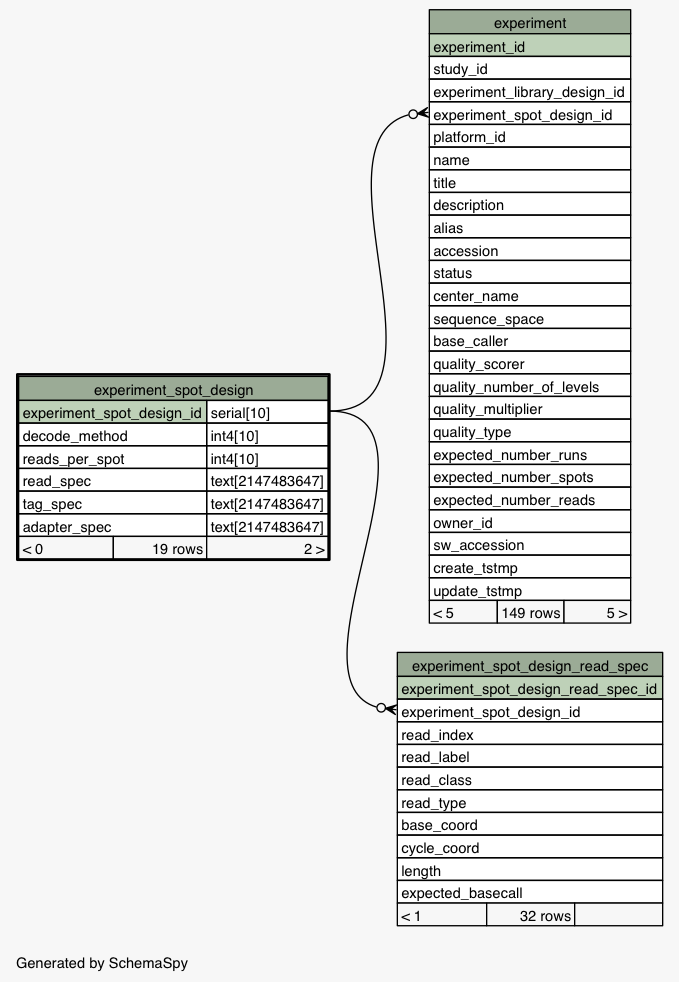 experiment
experiment_id
study_id
experiment_library_design_id
experiment_spot_design_id
platform_id
name
title
description
alias
accession
status
center_name
sequence_space
base_caller
quality_scorer
quality_number_of_levels
quality_multiplier
quality_type
expected_number_runs
expected_number_spots
expected_number_reads
owner_id
sw_accession
create_tstmp
update_tstmp
< 5 149 rows 5 >
experiment_spot_design
experiment_spot_design_id serial[10]
decode_method int4[10]
reads_per_spot int4[10]
read_spec text[2147483647]
tag_spec text[2147483647]
adapter_spec text[2147483647]
< 0 19 rows 2 >
experiment_spot_design_read_spec
experiment_spot_design_read_spec_id
experiment_spot_design_id
read_index
read_label
read_class
read_type
base_coord
cycle_coord
length
expected_basecall
< 1 32 rows
Generated by SchemaSpy